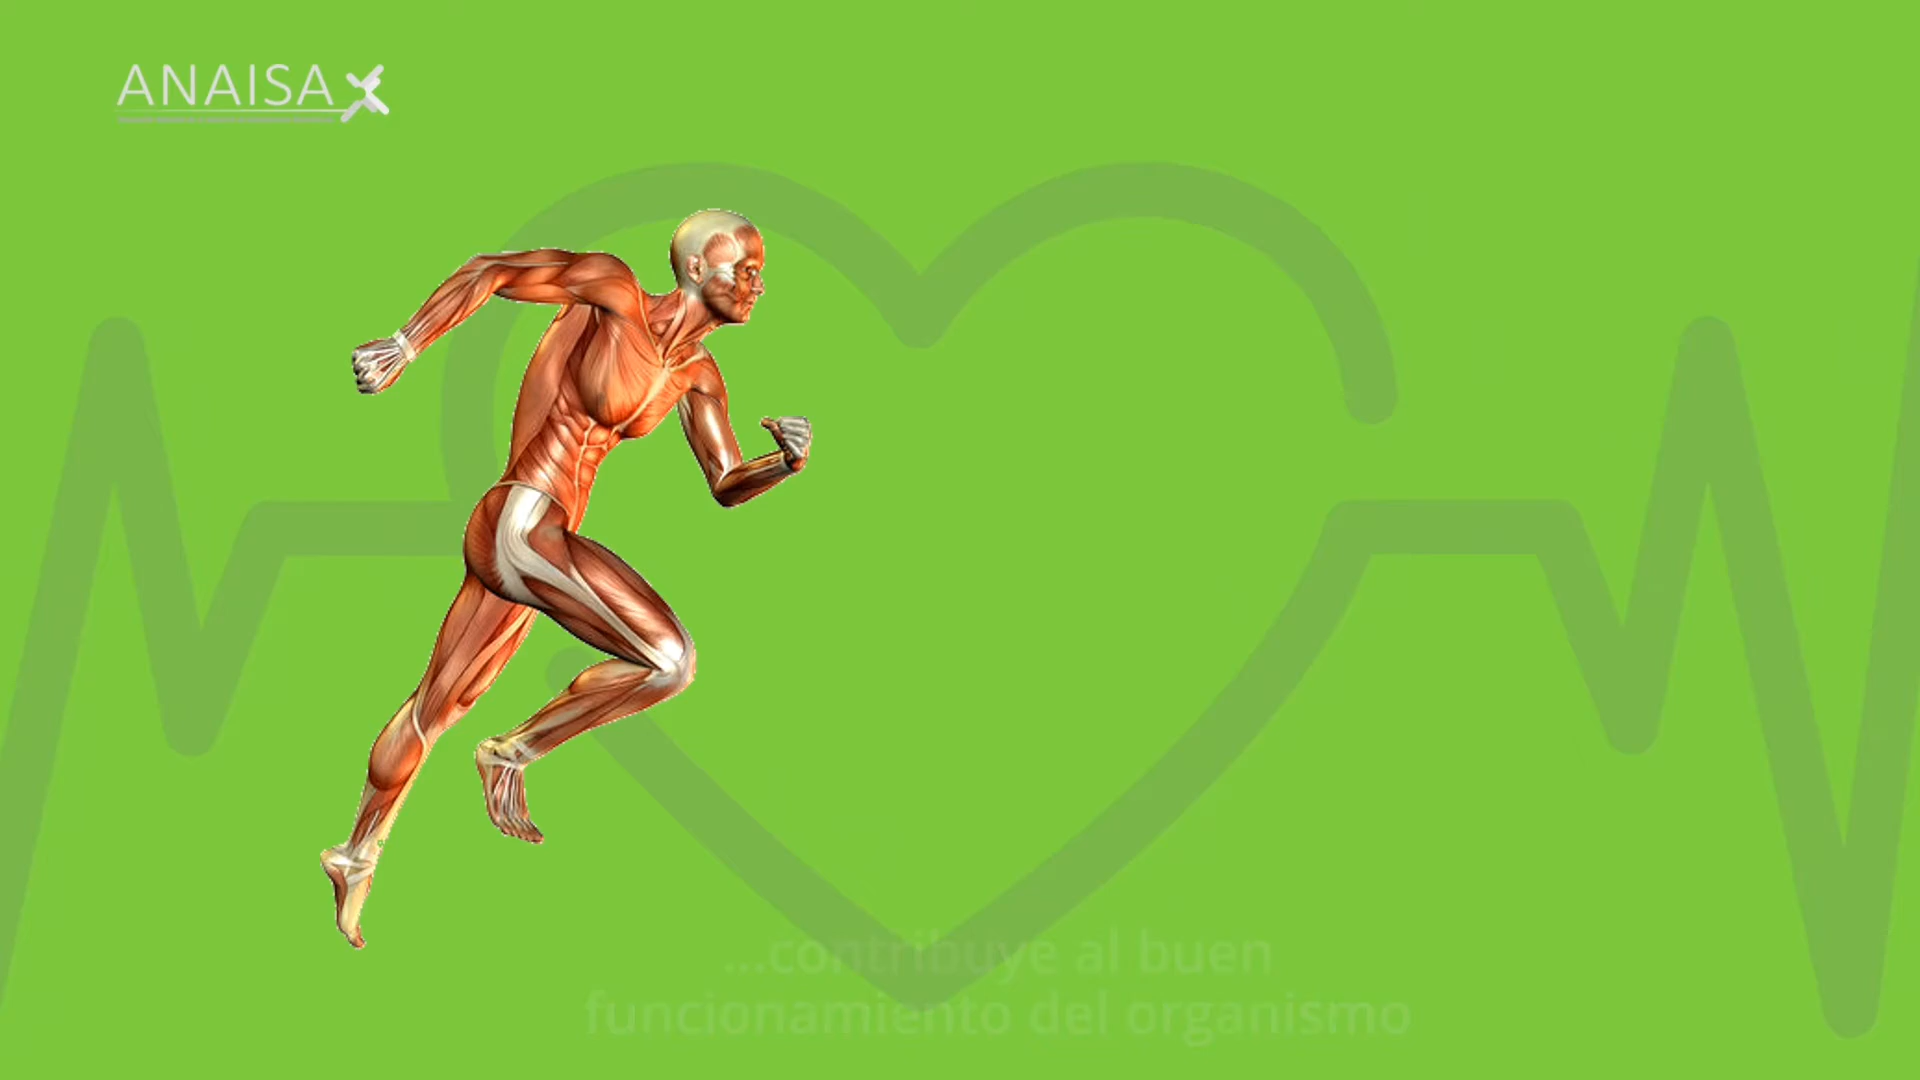 ANAISA
...contribuye al buen
funcionamiento del organismo